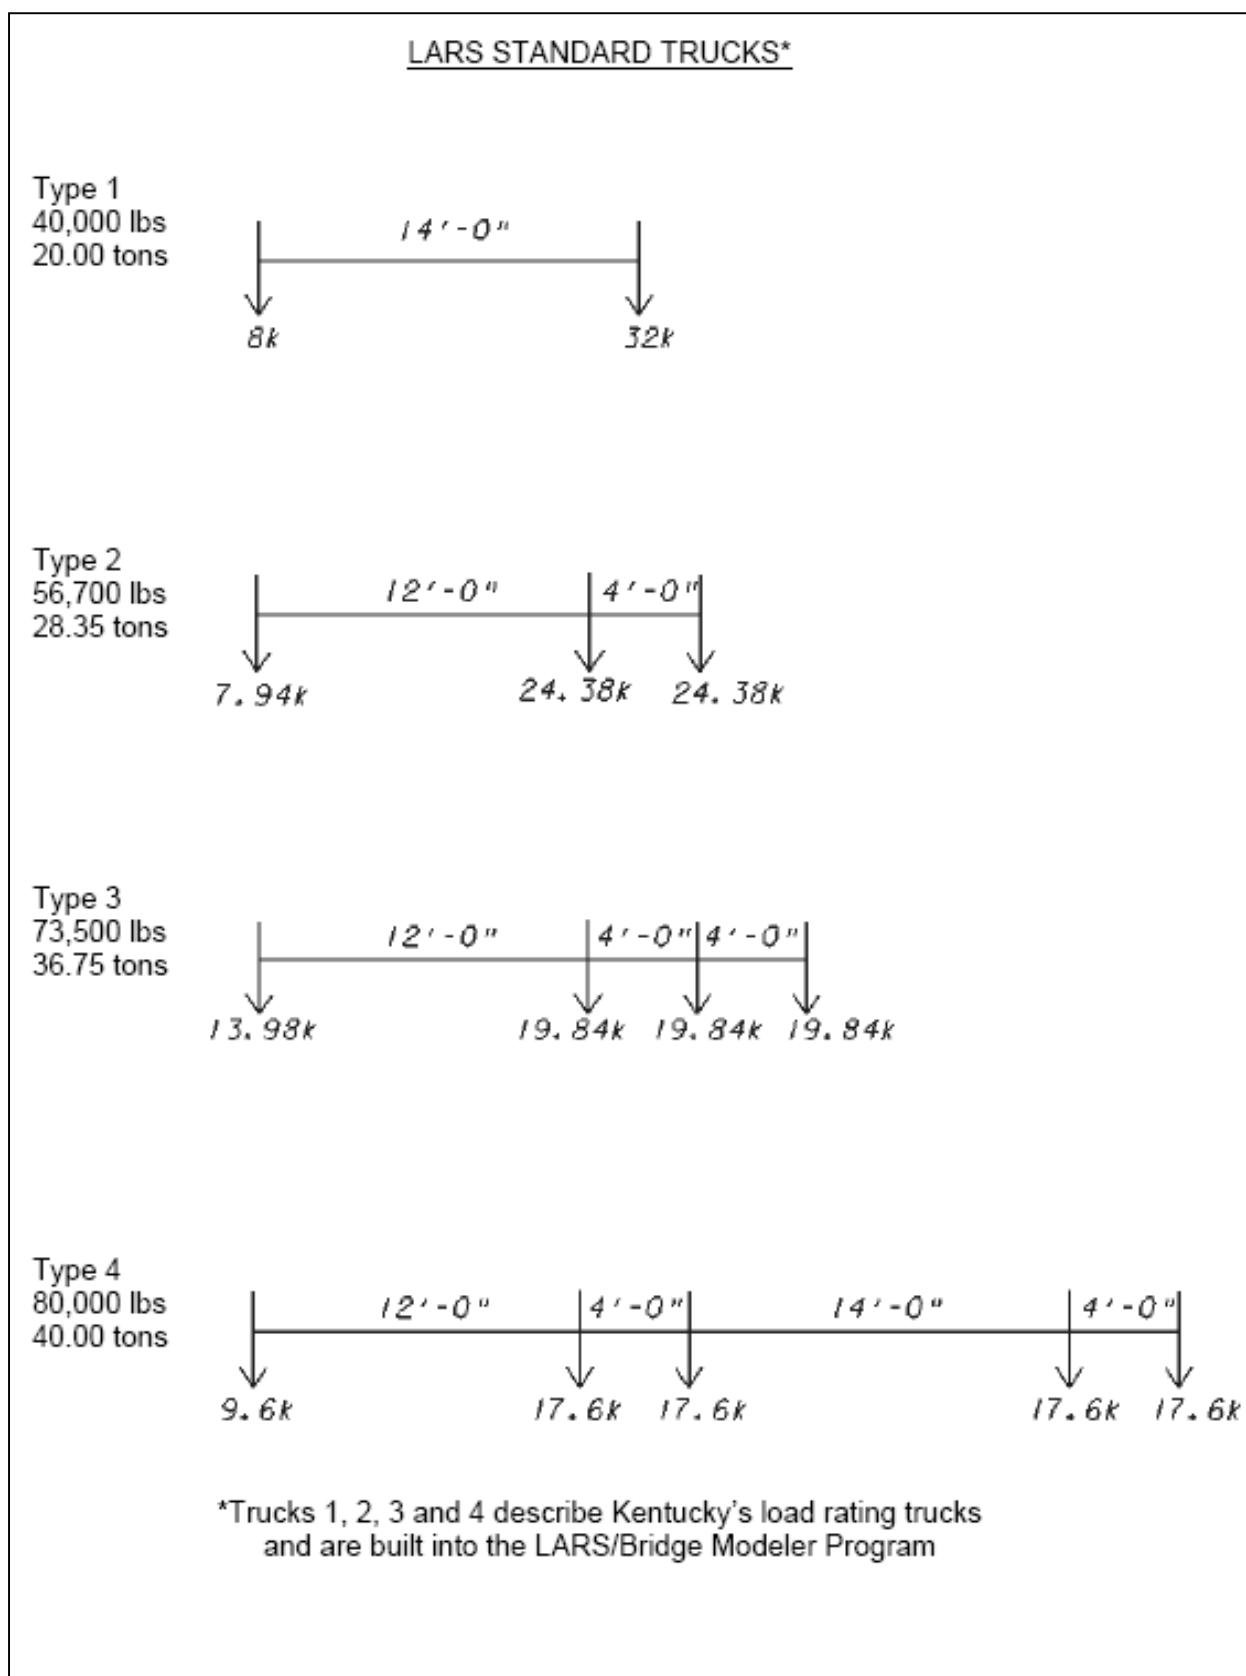 LARS STANDARD TRUCKS*
Type 1
40,000 lbs
20.00 tons
14'-0"
8k 32k
Type 2
56,700 lbs
28.35 tons
12'-0" 4'-0"
7.94k 24.38k 24.38k
Type 3
73,500 lbs
36.75 tons
12'-0" 4'-0" 4'-0"
13.98k 19.84k 19.84k 19.84k
Type 4
80,000 lbs
40.00 tons
12'-0" 4'-0" 14'-0" 4'-0"
9.6k 17.6k 17.6k 17.6k 17.6k
*Trucks 1, 2, 3 and 4 describe Kentucky's load rating trucks
and are built into the LARS/Bridge Modeler Program